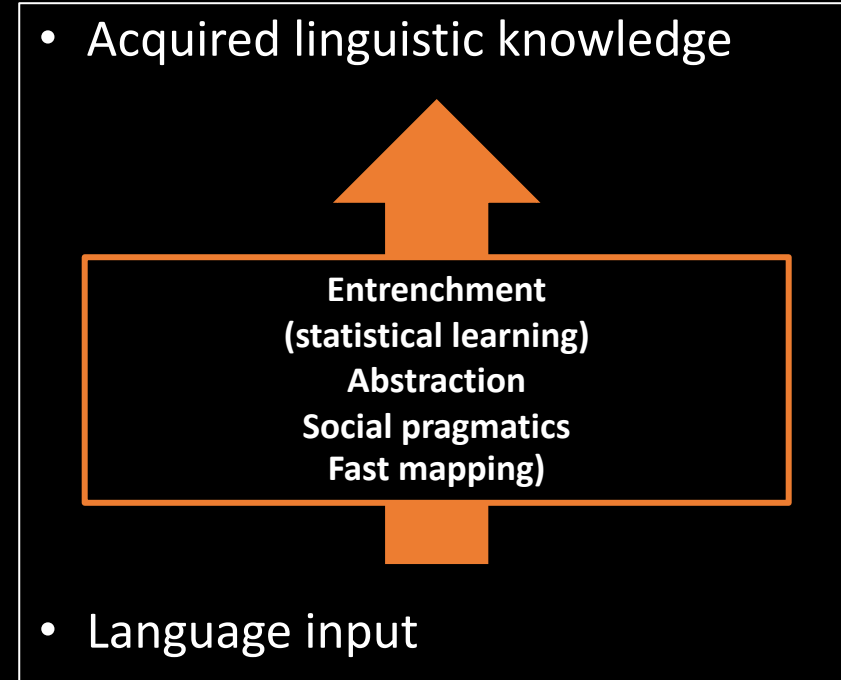 • Acquired linguistic knowledge
Entrenchment
(statistical learning)
Abstraction
Social pragmatics
Fast mapping)
• Language input